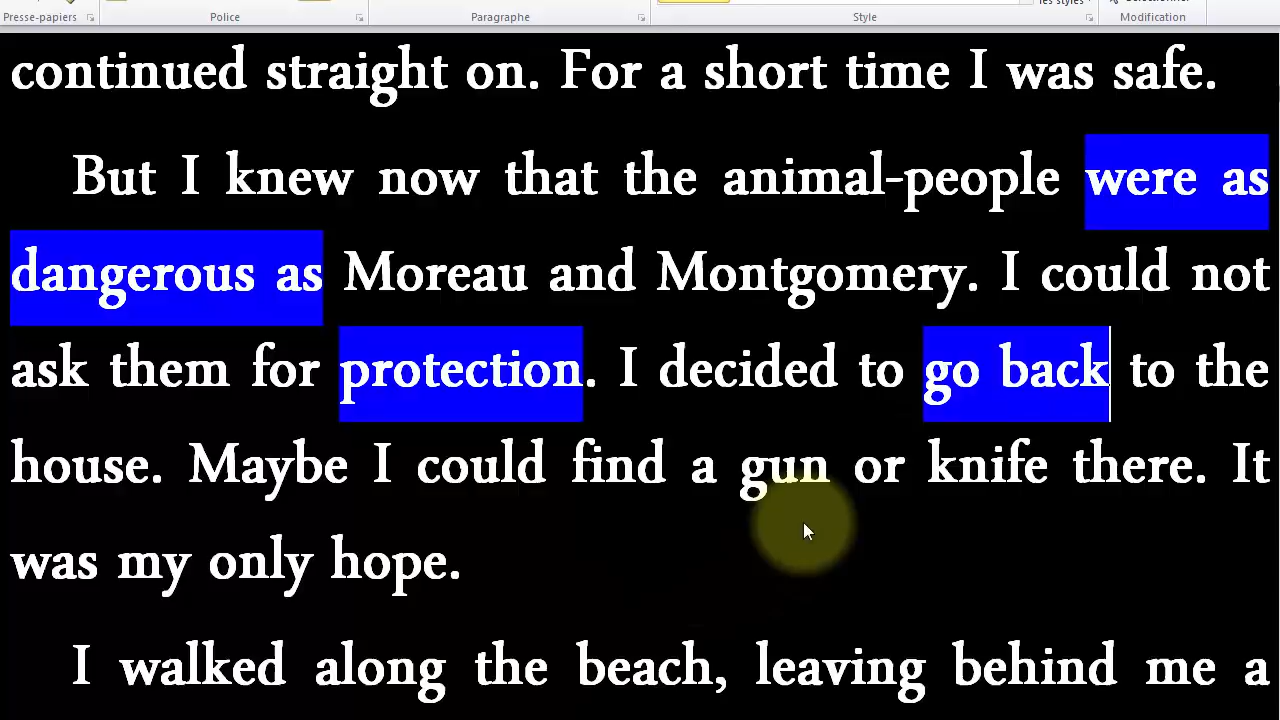 Presse-papiers Police Paragraphe Style Modification
continued straight on. For a short time I was safe.
But I knew now that the animal-people were as
dangerous as Moreau and Montgomery. I could not
ask them for protection. I decided to go back to the
house. Maybe I could find a gun or knife there. It
was my only hope.
I walked along the beach, leaving behind me a